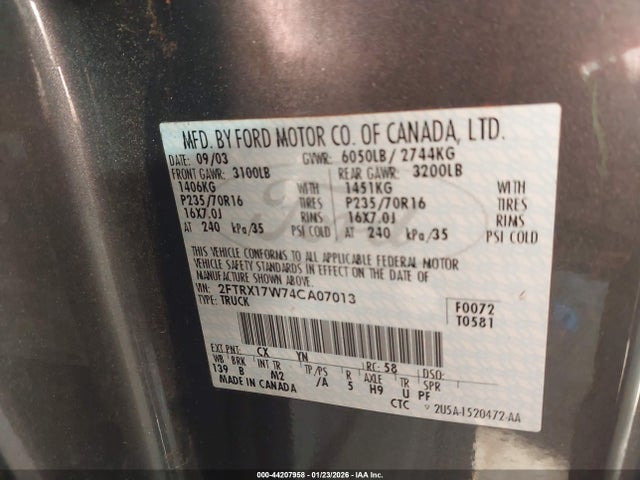 MFD. BY FORD MOTOR CO. OF CANADA, LTD.
DATE: 09/03 GVWR: 6050LB / 2744KG
FRONT GAWR: 3100LB REAR GAWR: 3200LB
1406KG WITH 1451KG WITH
P235/70R16 TIRES P235/70R16 TIRES
16X7.0J RIMS 16X7.0J RIMS
AT 240 kPa/35 PSI COLD AT 240 kPa/35 PSI COLD
THIS VEHICLE CONFORMS TO ALL APPLICABLE FEDERAL MOTOR
VEHICLE SAFETY STANDARDS IN EFFECT ON THE DATE OF
MANUFACTURE SHOWN ABOVE.
VIN: 2FTRX17W74CA07013
TYPE: TRUCK
F0072
T0581
EXT PNT: CX YN RC: 58 DSO:
WB BRK INT TR TP/PS R AXLE TR SPR
139 B M2 /A 5 H9 U PF
MADE IN CANADA
CTC 2U5A-1520472-AA
Ford
000-44207958 - 01/23/2026 - IAA Inc.